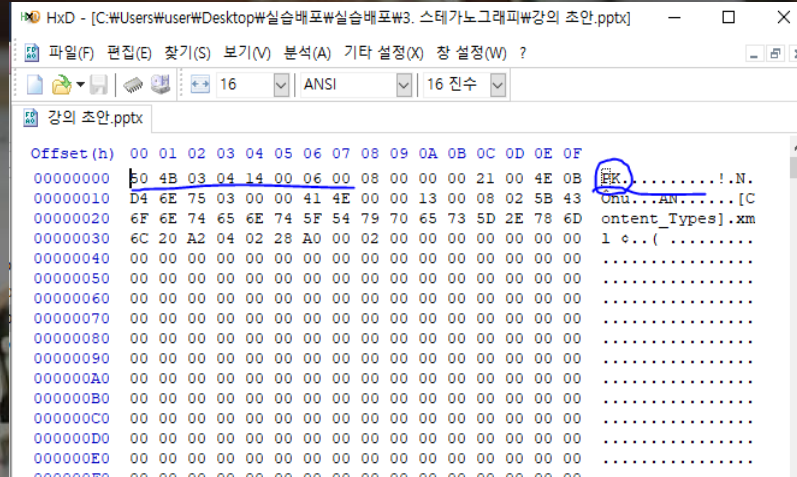 HxD - [C:₩Users₩user₩Desktop₩실습배포₩실습배포₩3. 스테가노그래피₩강의 초안.pptx]
파일(F) 편집(E) 찾기(S) 보기(V) 분석(A) 기타 설정(X) 창 설정(W) ?
16 ANSI 16 진수
강의 초안.pptx
Offset(h) 00 01 02 03 04 05 06 07 08 09 0A 0B 0C 0D 0E 0F
00000000 50 4B 03 04 14 00 06 00 08 00 00 00 21 00 4E 0B PK..........!.N.
00000010 D4 6E 75 03 00 00 41 4E 00 00 13 00 08 02 5B 43 Ônu...AN......[C
00000020 6F 6E 74 65 6E 74 5F 54 79 70 65 73 5D 2E 78 6D ontent_Types].xm
00000030 6C 20 A2 04 02 28 A0 00 02 00 00 00 00 00 00 00 l ¢..( .........
00000040 00 00 00 00 00 00 00 00 00 00 00 00 00 00 00 00 ................
00000050 00 00 00 00 00 00 00 00 00 00 00 00 00 00 00 00 ................
00000060 00 00 00 00 00 00 00 00 00 00 00 00 00 00 00 00 ................
00000070 00 00 00 00 00 00 00 00 00 00 00 00 00 00 00 00 ................
00000080 00 00 00 00 00 00 00 00 00 00 00 00 00 00 00 00 ................
00000090 00 00 00 00 00 00 00 00 00 00 00 00 00 00 00 00 ................
000000A0 00 00 00 00 00 00 00 00 00 00 00 00 00 00 00 00 ................
000000B0 00 00 00 00 00 00 00 00 00 00 00 00 00 00 00 00 ................
000000C0 00 00 00 00 00 00 00 00 00 00 00 00 00 00 00 00 ................
000000D0 00 00 00 00 00 00 00 00 00 00 00 00 00 00 00 00 ................
000000E0 00 00 00 00 00 00 00 00 00 00 00 00 00 00 00 00 ................